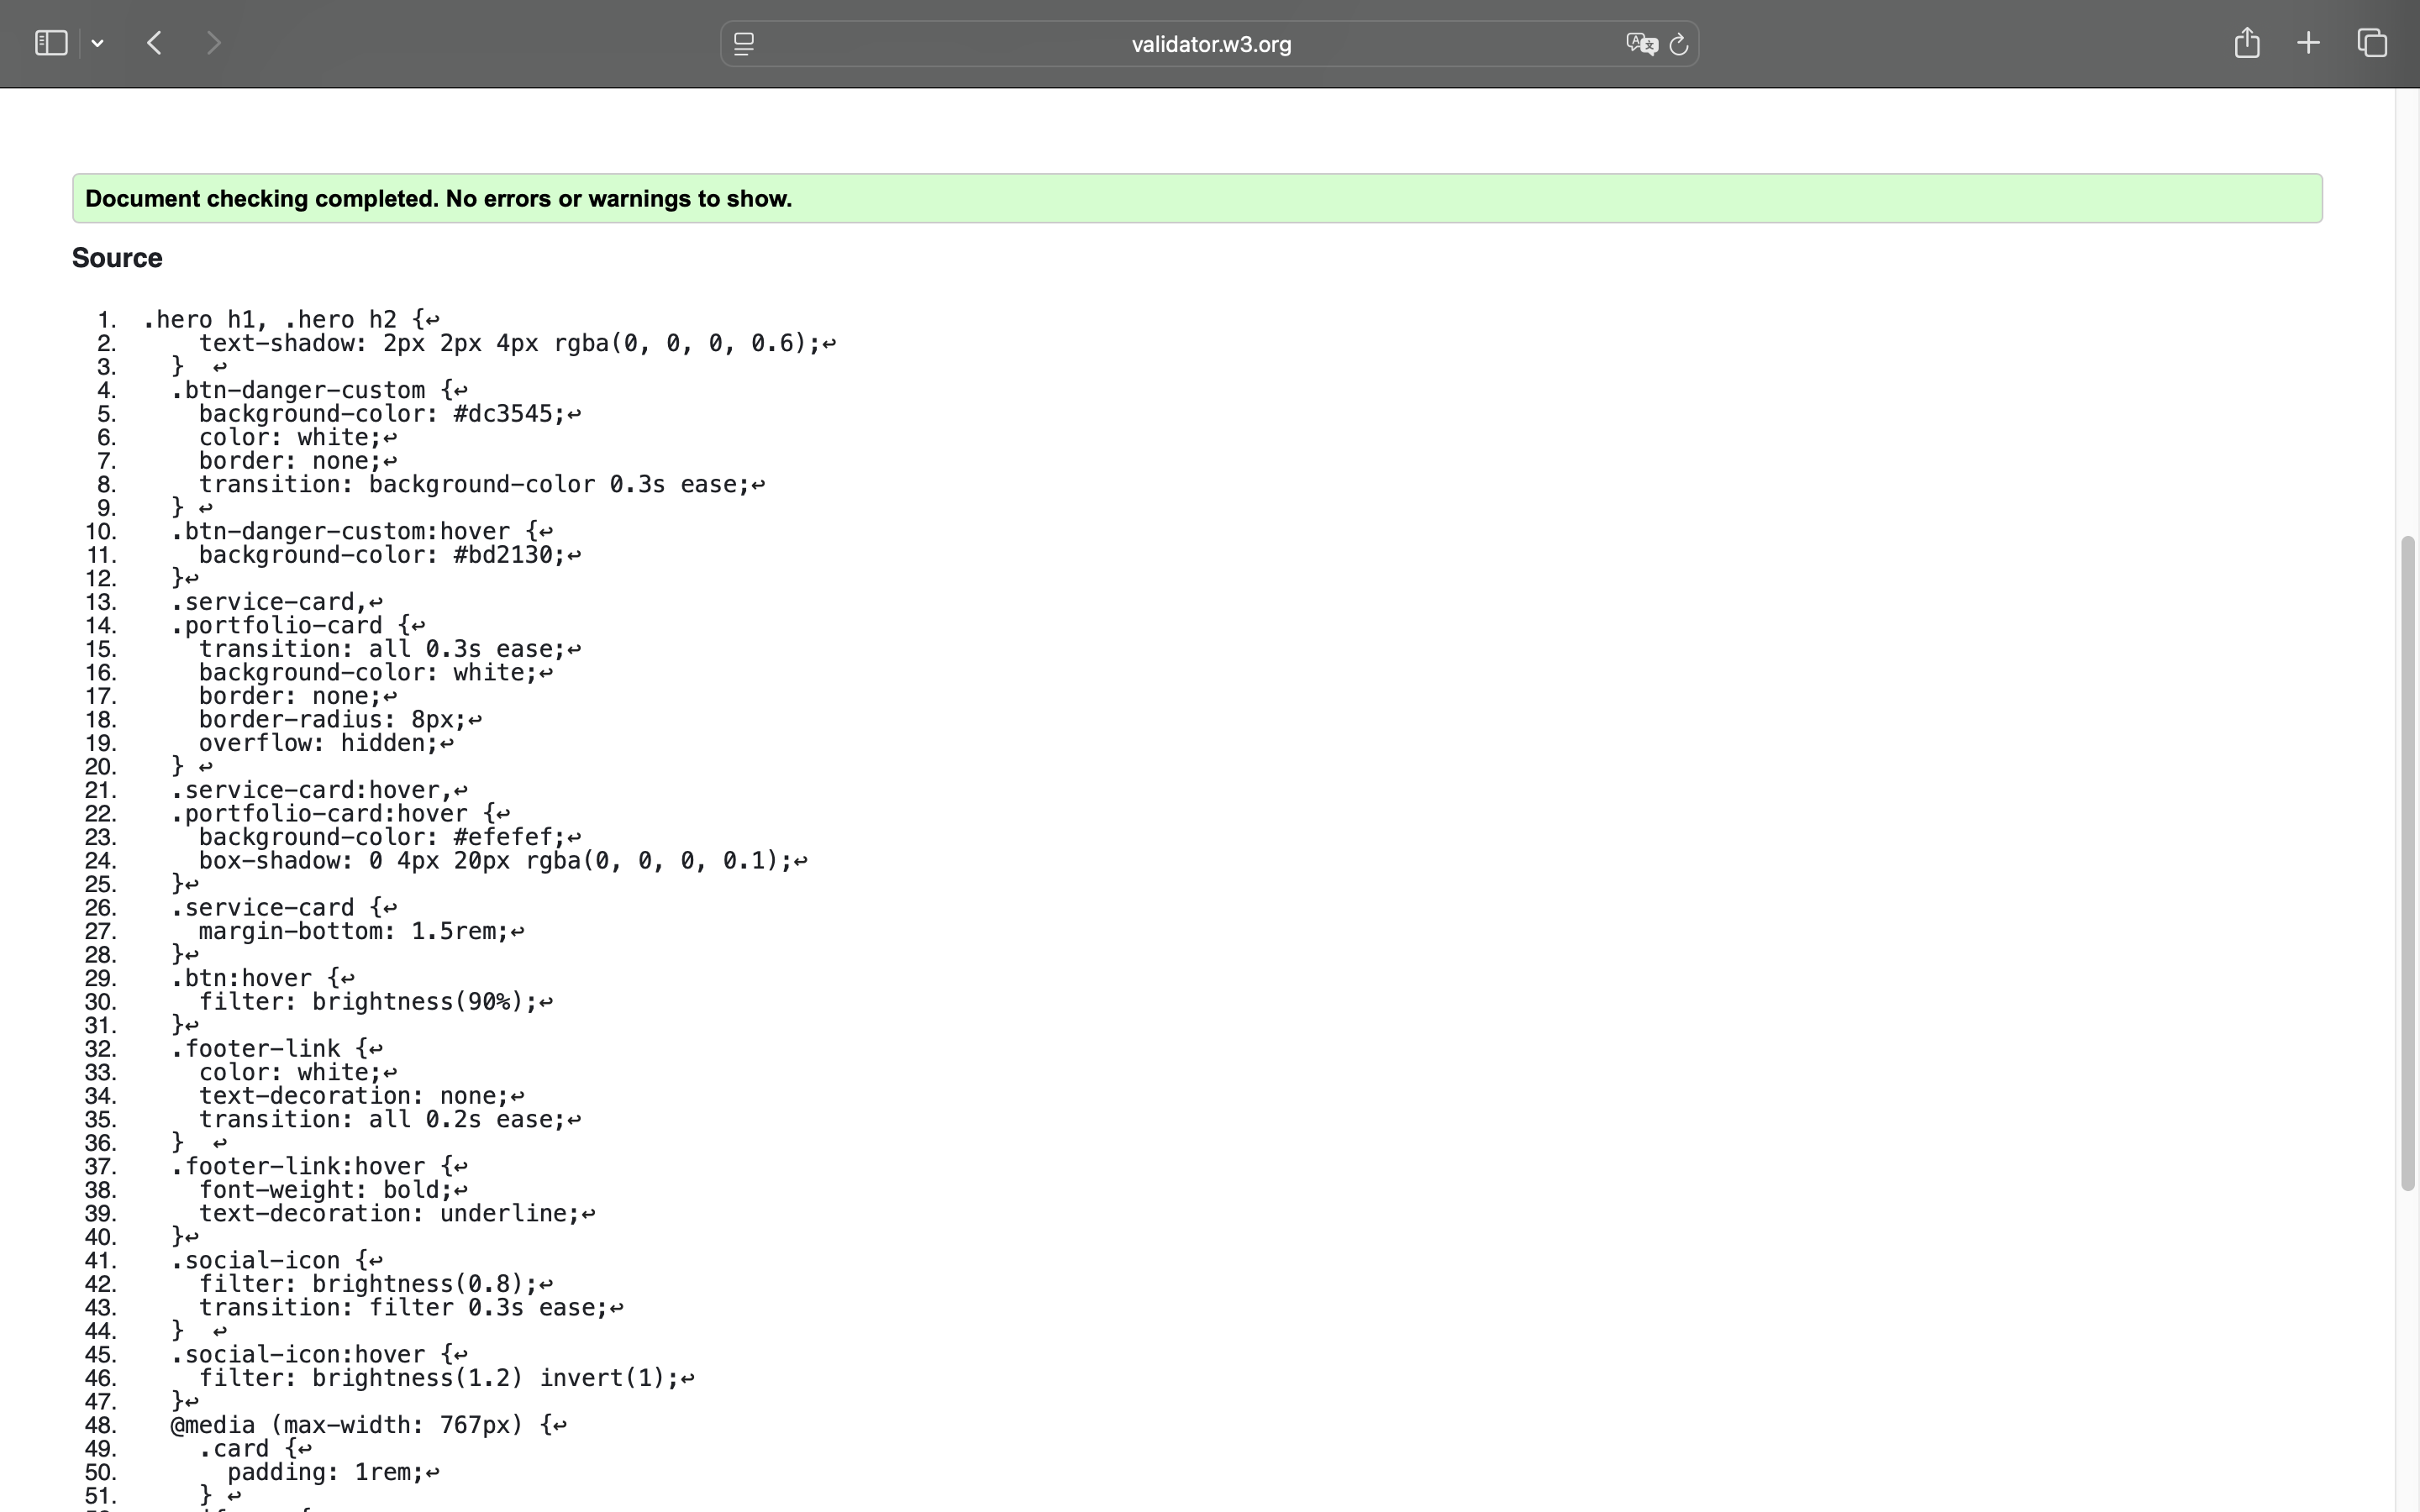 validator.w3.org
Document checking completed. No errors or warnings to show.
Source
1. .hero h1, .hero h2 {↩
2. text-shadow: 2px 2px 4px rgba(0, 0, 0, 0.6);↩
3. } ↩
4. .btn-danger-custom {↩
5. background-color: #dc3545;↩
6. color: white;↩
7. border: none;↩
8. transition: background-color 0.3s ease;↩
9. } ↩
10. .btn-danger-custom:hover {↩
11. background-color: #bd2130;↩
12. }↩
13. .service-card,↩
14. .portfolio-card {↩
15. transition: all 0.3s ease;↩
16. background-color: white;↩
17. border: none;↩
18. border-radius: 8px;↩
19. overflow: hidden;↩
20. } ↩
21. .service-card:hover,↩
22. .portfolio-card:hover {↩
23. background-color: #efefef;↩
24. box-shadow: 0 4px 20px rgba(0, 0, 0, 0.1);↩
25. }↩
26. .service-card {↩
27. margin-bottom: 1.5rem;↩
28. }↩
29. .btn:hover {↩
30. filter: brightness(90%);↩
31. }↩
32. .footer-link {↩
33. color: white;↩
34. text-decoration: none;↩
35. transition: all 0.2s ease;↩
36. } ↩
37. .footer-link:hover {↩
38. font-weight: bold;↩
39. text-decoration: underline;↩
40. }↩
41. .social-icon {↩
42. filter: brightness(0.8);↩
43. transition: filter 0.3s ease;↩
44. } ↩
45. .social-icon:hover {↩
46. filter: brightness(1.2) invert(1);↩
47. }↩
48. @media (max-width: 767px) {↩
49. .card {↩
50. padding: 1rem;↩
51. } ↩